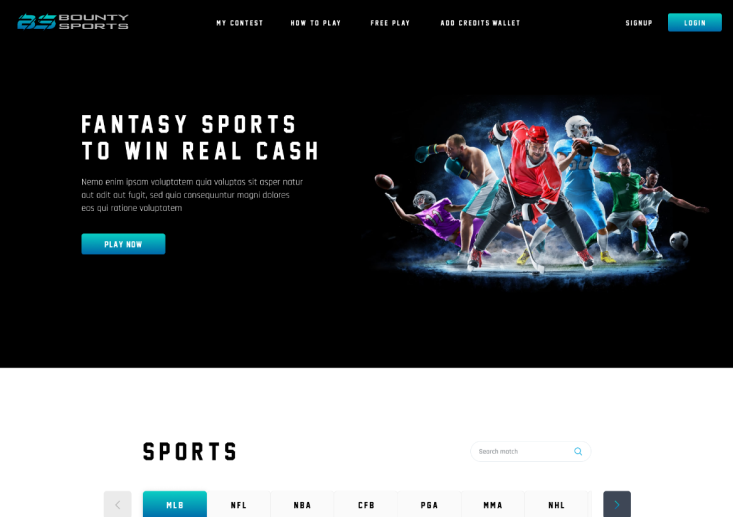 BS BOUNTY
SPORTS
MY CONTEST HOW TO PLAY FREE PLAY ADD CREDITS WALLET SIGNUP LOGIN
FANTASY SPORTS
TO WIN REAL CASH
Nemo enim ipsam voluptatem quia voluptas sit asper natur
aut odit aut fugit, sed quia consequuntur magni dolores
eos qui ratione voluptatem
PLAY NOW
SPORTS
Search match
MLB NFL NBA CFB PGA MMA NHL